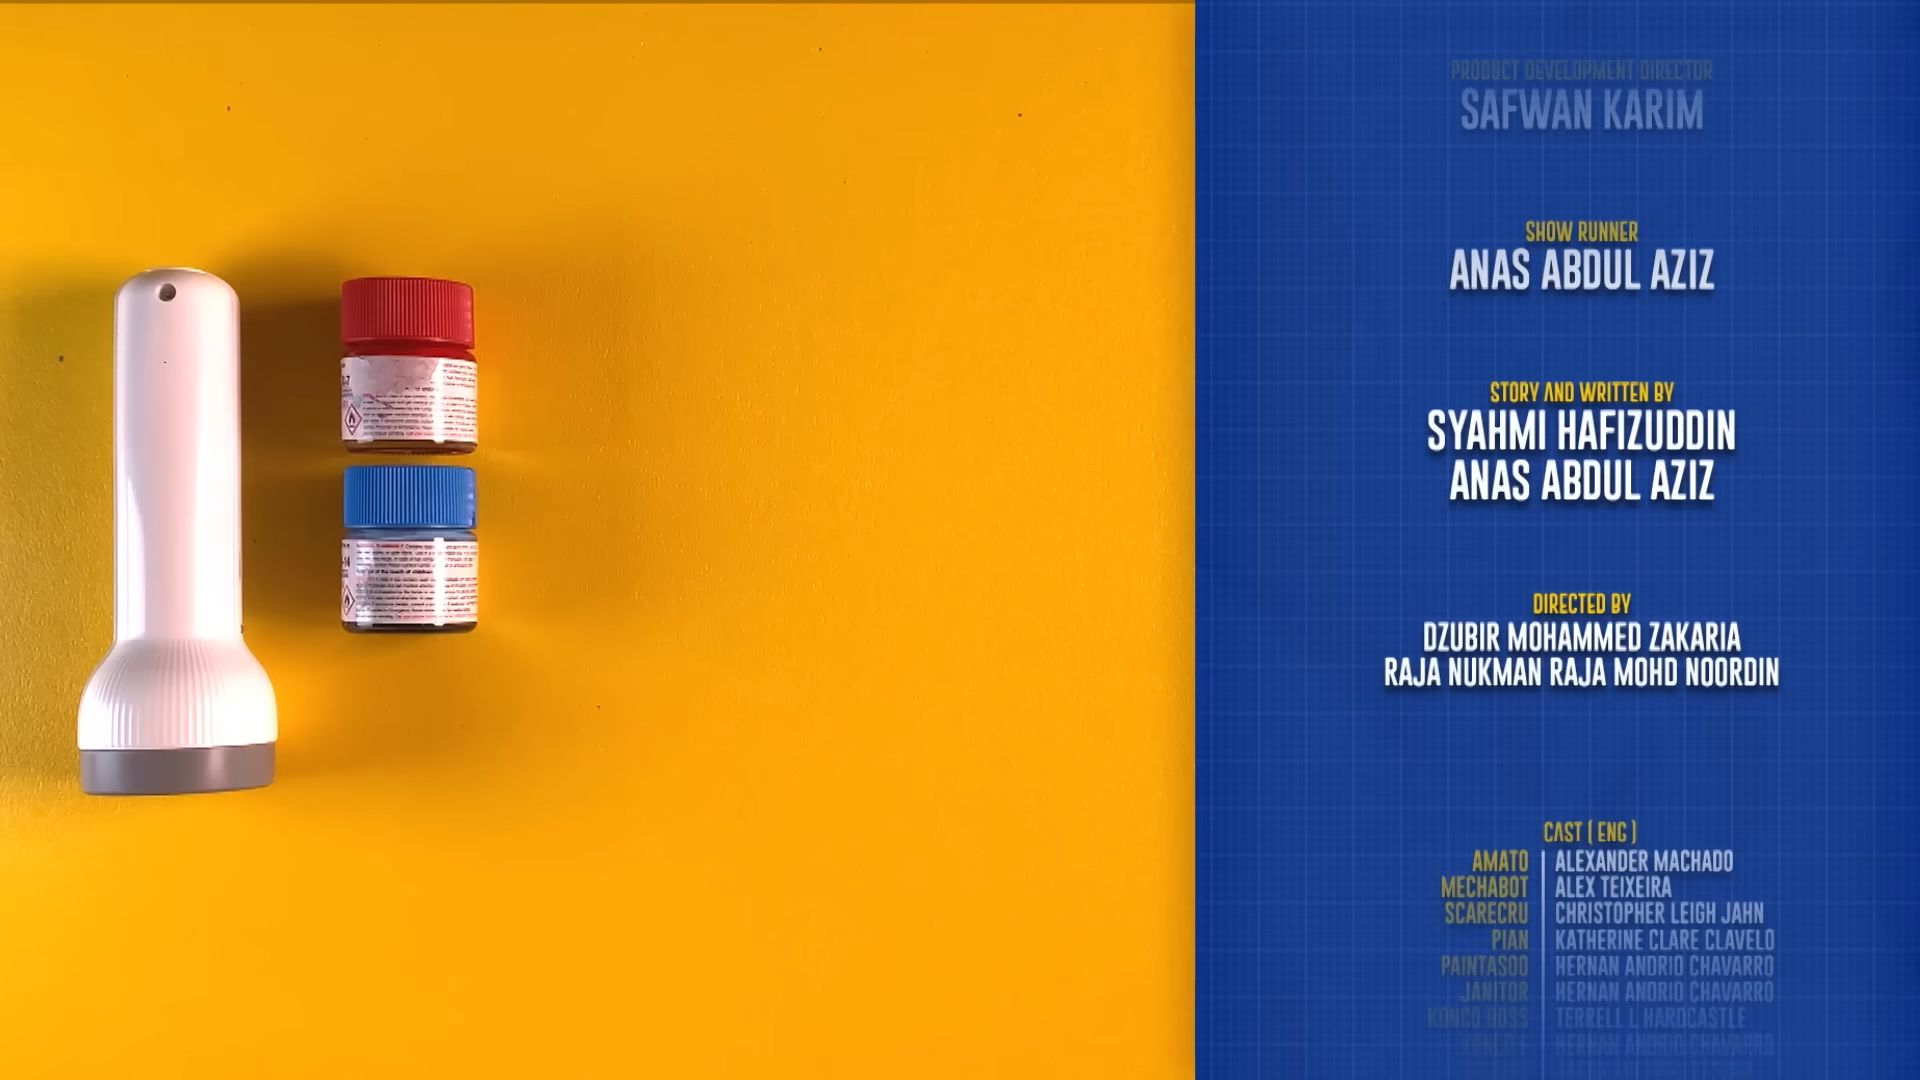 PRODUCT DEVELOPMENT DIRECTOR
SAFWAN KARIM
SHOW RUNNER
ANAS ABDUL AZIZ
STORY AND WRITTEN BY
SYAHMI HAFIZUDDIN
ANAS ABDUL AZIZ
DIRECTED BY
DZUBIR MOHAMMED ZAKARIA
RAJA NUKMAN RAJA MOHD NOORDIN
CAST ( ENG )
AMATO ALEXANDER MACHADO
MECHABOT ALEX TEIXEIRA
SCARECRU CHRISTOPHER LEIGH JAHN
PIAN KATHERINE CLARE CLAVELO
PAINTASOO HERNAN ANDRIO CHAVARRO
JANITOR HERNAN ANDRIO CHAVARRO
KONCO BOSS TERRELL L HARDCASTLE
HERNAN ANDRIO CHAVARRO